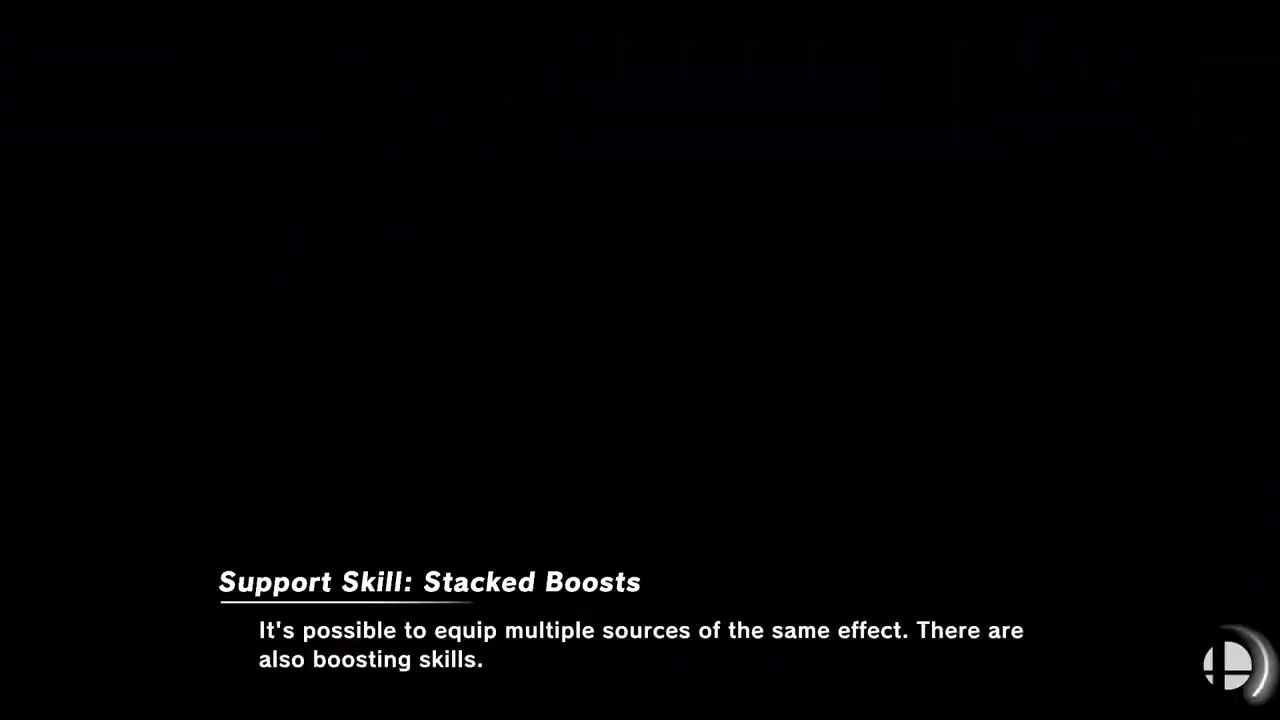 Support Skill: Stacked Boosts
It's possible to equip multiple sources of the same effect. There are
also boosting skills.